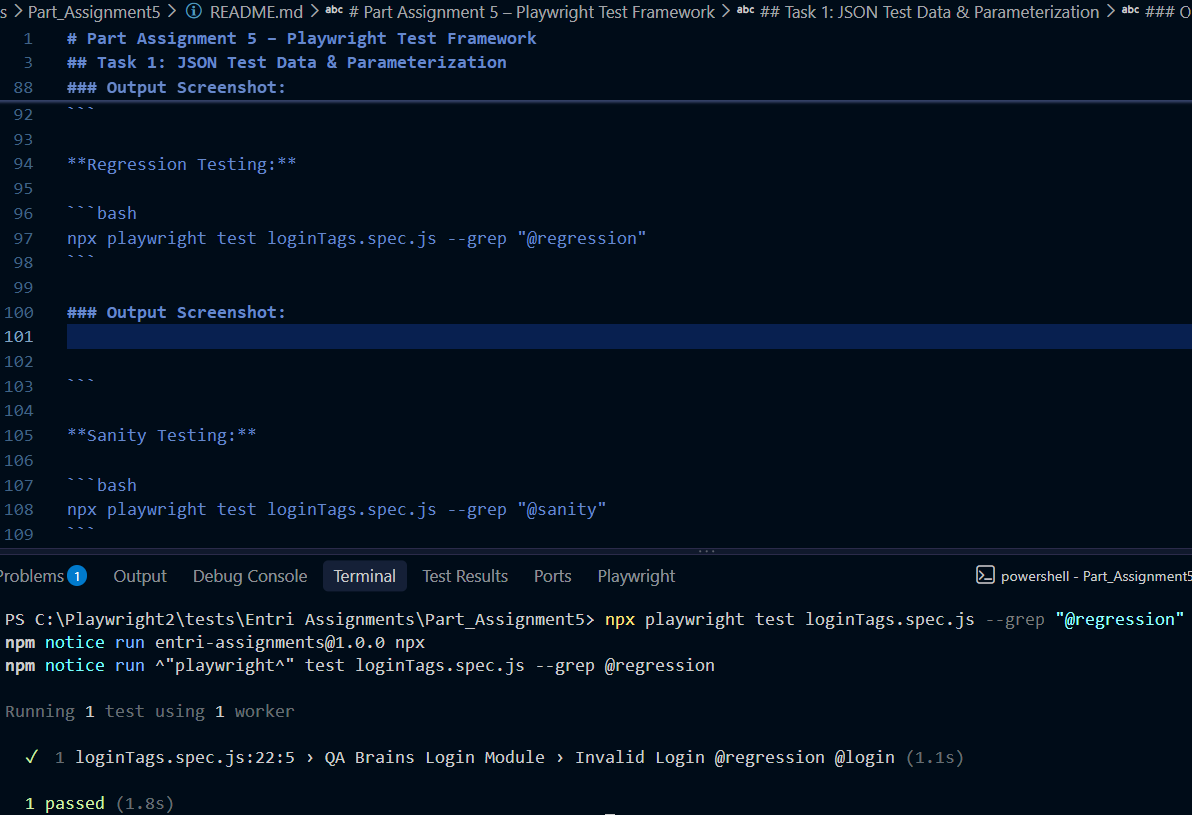 s > Part_Assignment5 > README.md > abc # Part Assignment 5 – Playwright Test Framework > abc ## Task 1: JSON Test Data & Parameterization > abc ### O
1 # Part Assignment 5 – Playwright Test Framework
3 ## Task 1: JSON Test Data & Parameterization
88 ### Output Screenshot:
92 ```
93
94 **Regression Testing:**
95
96 ```bash
97 npx playwright test loginTags.spec.js --grep "@regression"
98 ```
99
100 ### Output Screenshot:
101
102
103 ```
104
105 **Sanity Testing:**
106
107 ```bash
108 npx playwright test loginTags.spec.js --grep "@sanity"
109 ```
Problems 1 Output Debug Console Terminal Test Results Ports Playwright powershell - Part_Assignment5
PS C:\Playwright2\tests\Entri Assignments\Part_Assignment5> npx playwright test loginTags.spec.js --grep "@regression"
npm notice run entri-assignments@1.0.0 npx
npm notice run ^"playwright^" test loginTags.spec.js --grep @regression
Running 1 test using 1 worker
✓ 1 loginTags.spec.js:22:5 › QA Brains Login Module › Invalid Login @regression @login (1.1s)
1 passed (1.8s)